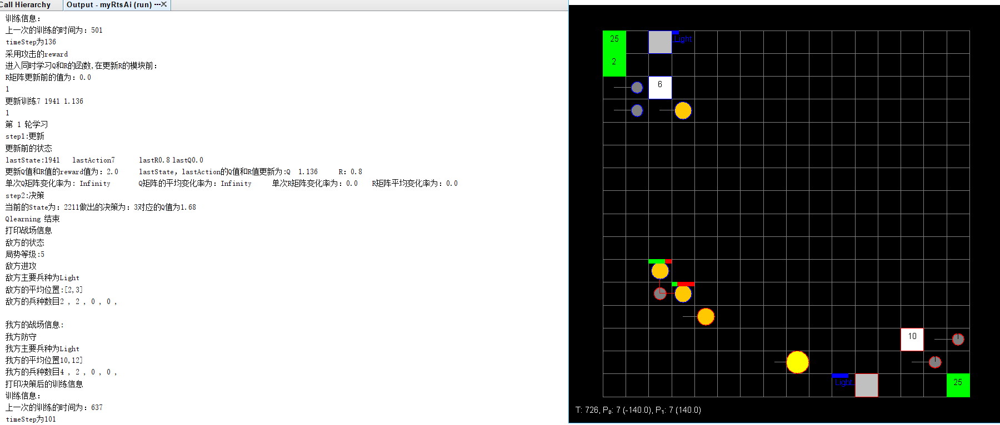 Call Hierarchy
Output - myRtsAi (run)
训练信息:
上一次的训练的时间为: 501
timeStep为136
采用攻击的reward
进入同时学习Q和R的函数,在更新R的模块前:
R矩阵更新前的值为: 0.0
1
更新训练7 1941 1.136
1
第 1 轮学习
step1:更新
更新前的状态
lastState:1941 lastAction7 lastR0.8 lastQ0.0
更新Q值和R值的reward值为: 2.0 lastState, lastAction的Q值和R值更新为:Q 1.136 R: 0.8
单次Q矩阵变化率为: Infinity Q矩阵的平均变化率为: Infinity 单次R矩阵变化率为: 0.0 R矩阵平均变化率为: 0.0
step2:决策
当前的State为: 2211做出的决策为: 3对应的Q值为1.68
Qlearning 结束
打印战场信息
敌方的状态
局势等级:5
敌方进攻
敌方主要兵种为Light
敌方的平均位置:[2,3]
敌方的兵种数目2 , 2 , 0 , 0 ,
我方的战场信息:
我方防守
我方主要兵种为Light
我方的平均位置10,12]
我方的兵种数目4 , 2 , 0 , 0 ,
打印决策后的训练信息
训练信息:
上一次的训练的时间为: 637
timeStep为101
25
Light
2
6
10
Light
25
T: 726, P₀: 7 (-140.0), P₁: 7 (140.0)